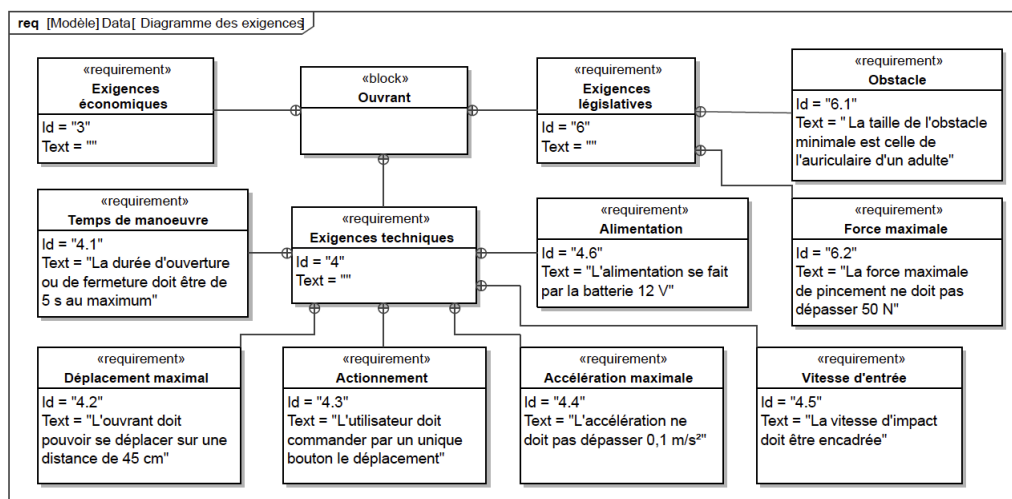 req [Modèle] Data[ Diagramme des exigences]
«requirement»
Exigences
économiques
Id = "3"
Text = ""
«block»
Ouvrant
«requirement»
Exigences
législatives
Id = "6"
Text = ""
«requirement»
Obstacle
Id = "6.1"
Text = " La taille de l'obstacle
minimale est celle de
l'auriculaire d'un adulte"
«requirement»
Temps de manoeuvre
Id = "4.1"
Text = "La durée d'ouverture
ou de fermeture doit être de
5 s au maximum"
«requirement»
Exigences techniques
Id = "4"
Text = ""
«requirement»
Alimentation
Id = "4.6"
Text = "L'alimentation se fait
par la batterie 12 V"
«requirement»
Force maximale
Id = "6.2"
Text = "La force maximale
de pincement ne doit pas
dépasser 50 N"
«requirement»
Déplacement maximal
Id = "4.2"
Text = "L'ouvrant doit
pouvoir se déplacer sur une
distance de 45 cm"
«requirement»
Actionnement
Id = "4.3"
Text = "L'utilisateur doit
commander par un unique
bouton le déplacement"
«requirement»
Accélération maximale
Id = "4.4"
Text = "L'accélération ne
doit pas dépasser 0,1 m/s²"
«requirement»
Vitesse d'entrée
Id = "4.5"
Text = "La vitesse d'impact
doit être encadrée"